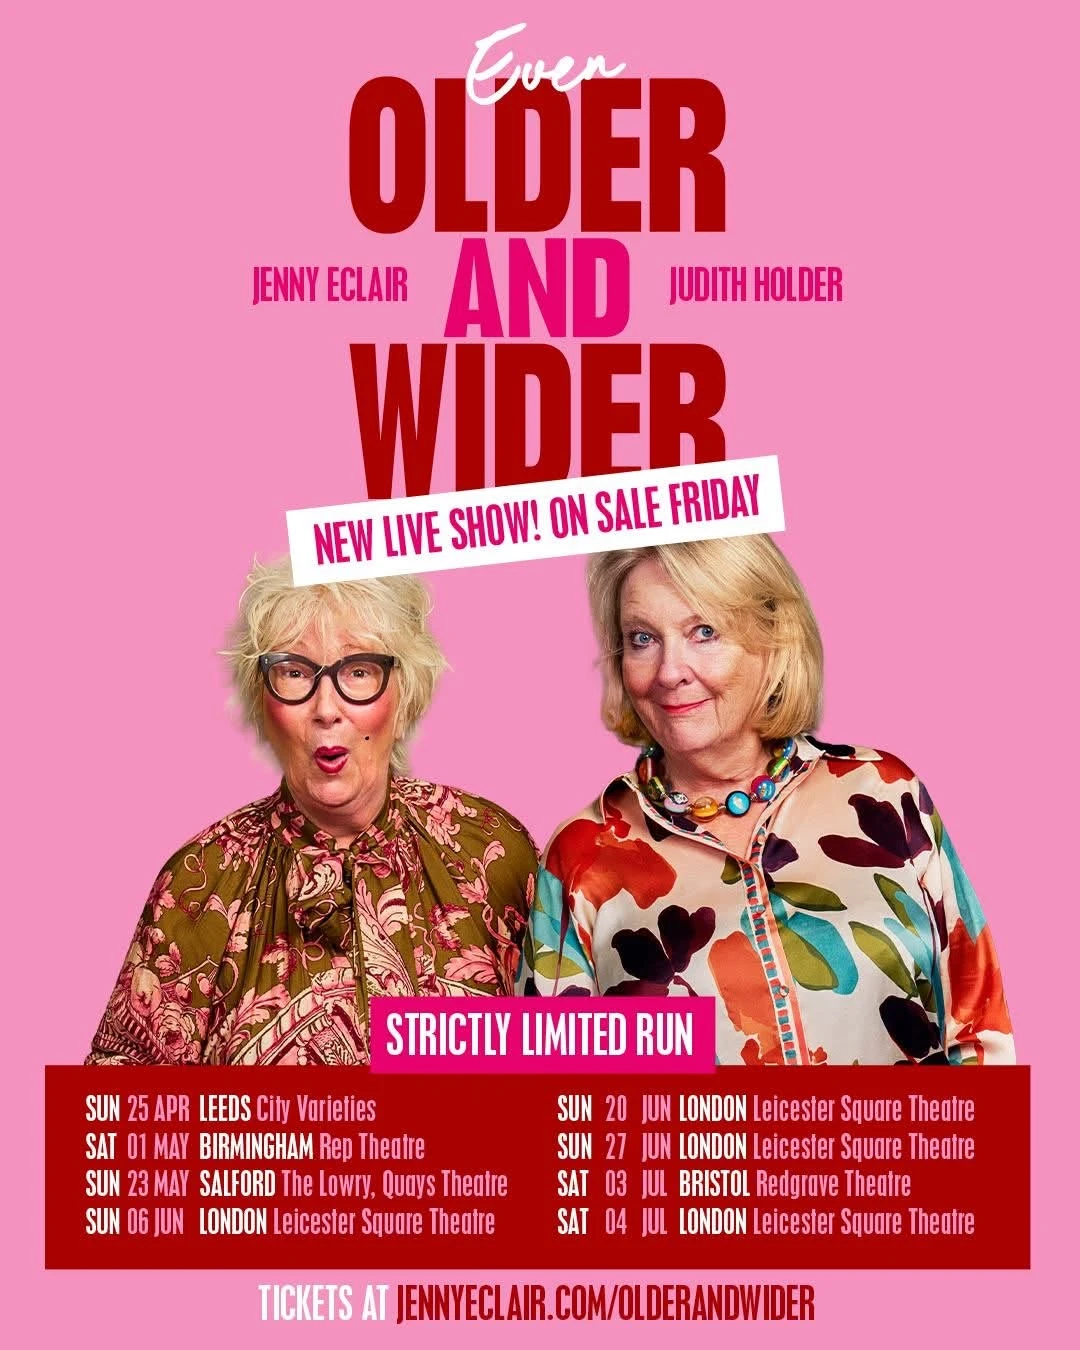 Even
OLDER
JENNY ECLAIR AND JUDITH HOLDER
WIDER
NEW LIVE SHOW! ON SALE FRIDAY
STRICTLY LIMITED RUN
SUN 25 APR LEEDS City Varieties
SAT 01 MAY BIRMINGHAM Rep Theatre
SUN 23 MAY SALFORD The Lowry, Quays Theatre
SUN 06 JUN LONDON Leicester Square Theatre
SUN 20 JUN LONDON Leicester Square Theatre
SUN 27 JUN LONDON Leicester Square Theatre
SAT 03 JUL BRISTOL Redgrave Theatre
SAT 04 JUL LONDON Leicester Square Theatre
TICKETS AT JENNYECLAIR.COM/OLDERANDWIDER